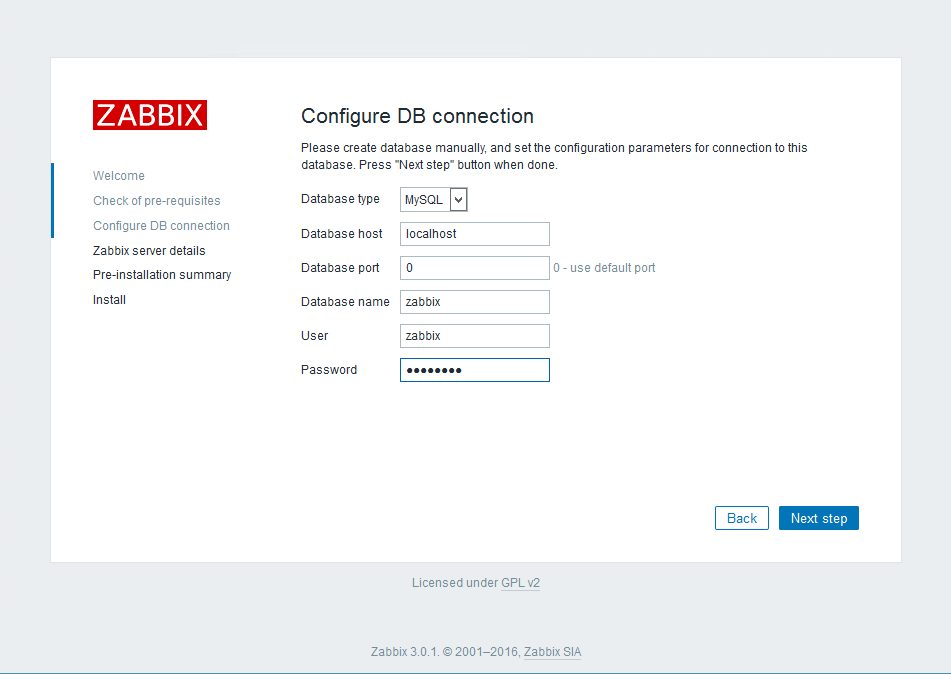 ZABBIX
Welcome
Check of pre-requisites
Configure DB connection
Zabbix server details
Pre-installation summary
Install
Configure DB connection
Please create database manually, and set the configuration parameters for connection to this
database. Press "Next step" button when done.
Database type MySQL
Database host localhost
Database port 0 0 - use default port
Database name zabbix
User zabbix
Password ●●●●●●●●
Back Next step
Licensed under GPL v2
Zabbix 3.0.1. © 2001–2016, Zabbix SIA